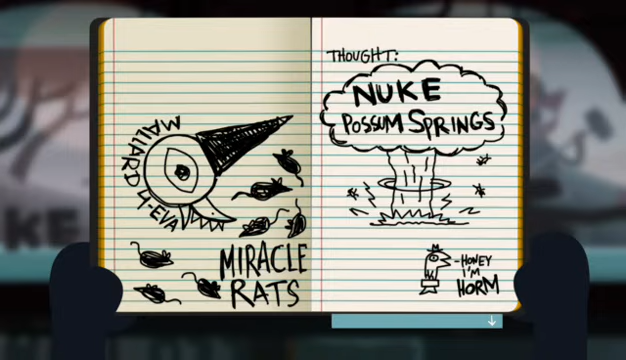 MALLARD 4-EVA
MIRACLE
RATS
THOUGHT:
NUKE
POSSUM SPRINGS
-HONEY
I'M
HORM